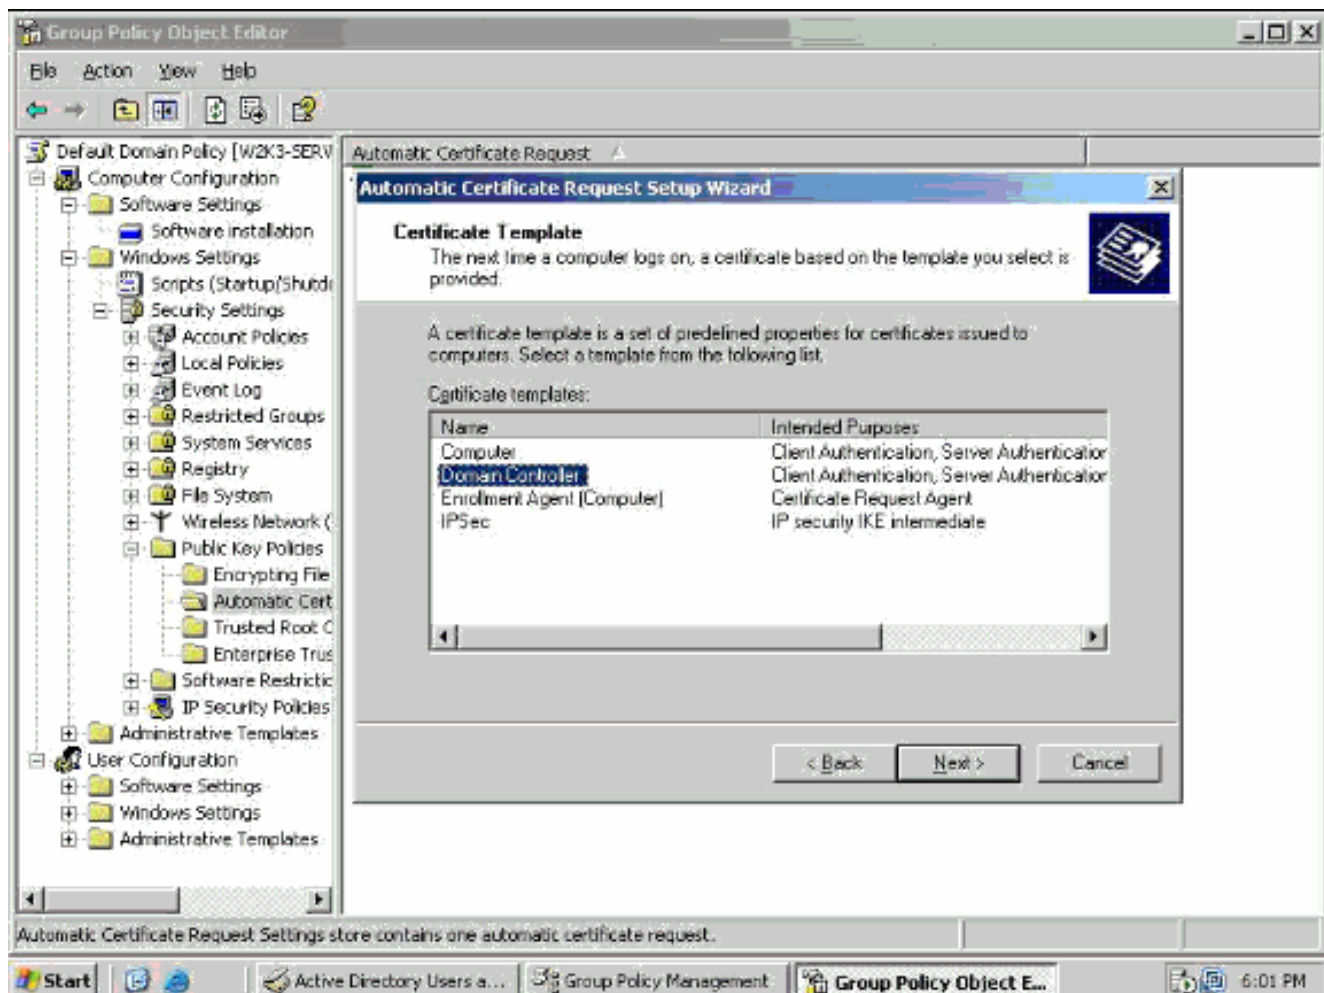 Group Policy Object Editor
File Action View Help
Default Domain Policy [W2K3-SERV
Computer Configuration
Software Settings
Software installation
Windows Settings
Scripts (Startup/Shutd
Security Settings
Account Policies
Local Policies
Event Log
Restricted Groups
System Services
Registry
File System
Wireless Network (
Public Key Policies
Encrypting File
Automatic Cert
Trusted Root C
Enterprise Trus
Software Restrictic
IP Security Policies
Administrative Templates
User Configuration
Software Settings
Windows Settings
Administrative Templates
Automatic Certificate Request
Automatic Certificate Request Setup Wizard
Certificate Template
The next time a computer logs on, a certificate based on the template you select is
provided.
A certificate template is a set of predefined properties for certificates issued to
computers. Select a template from the following list.
Certificate templates:
Name Intended Purposes
Computer Client Authentication, Server Authentication
Domain Controller Client Authentication, Server Authentication
Enrollment Agent (Computer) Certificate Request Agent
IPSec IP security IKE intermediate
< Back Next > Cancel
Automatic Certificate Request Settings store contains one automatic certificate request.
Start Active Directory Users a... Group Policy Management Group Policy Object E... 6:01 PM